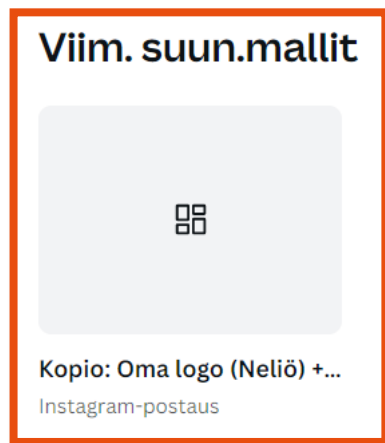 Viim. suun.mallit
Kopio: Oma logo (Neliö) +...
Instagram-postaus